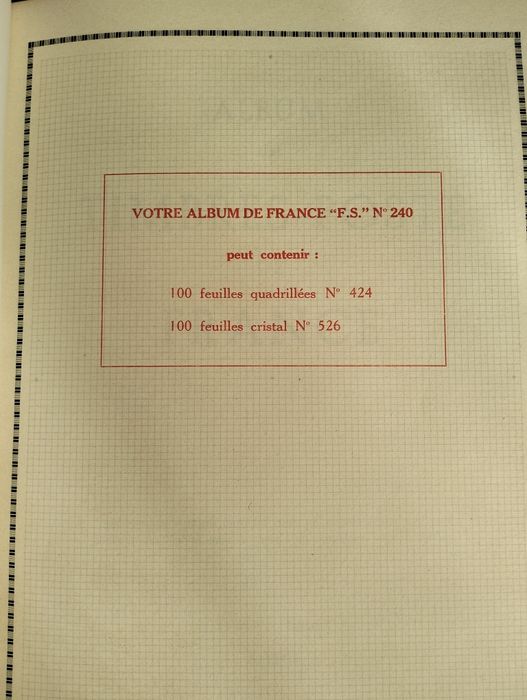 VOTRE ALBUM DE FRANCE "F.S." N° 240
peut contenir :
100 feuilles quadrillées N° 424
100 feuilles cristal N° 526